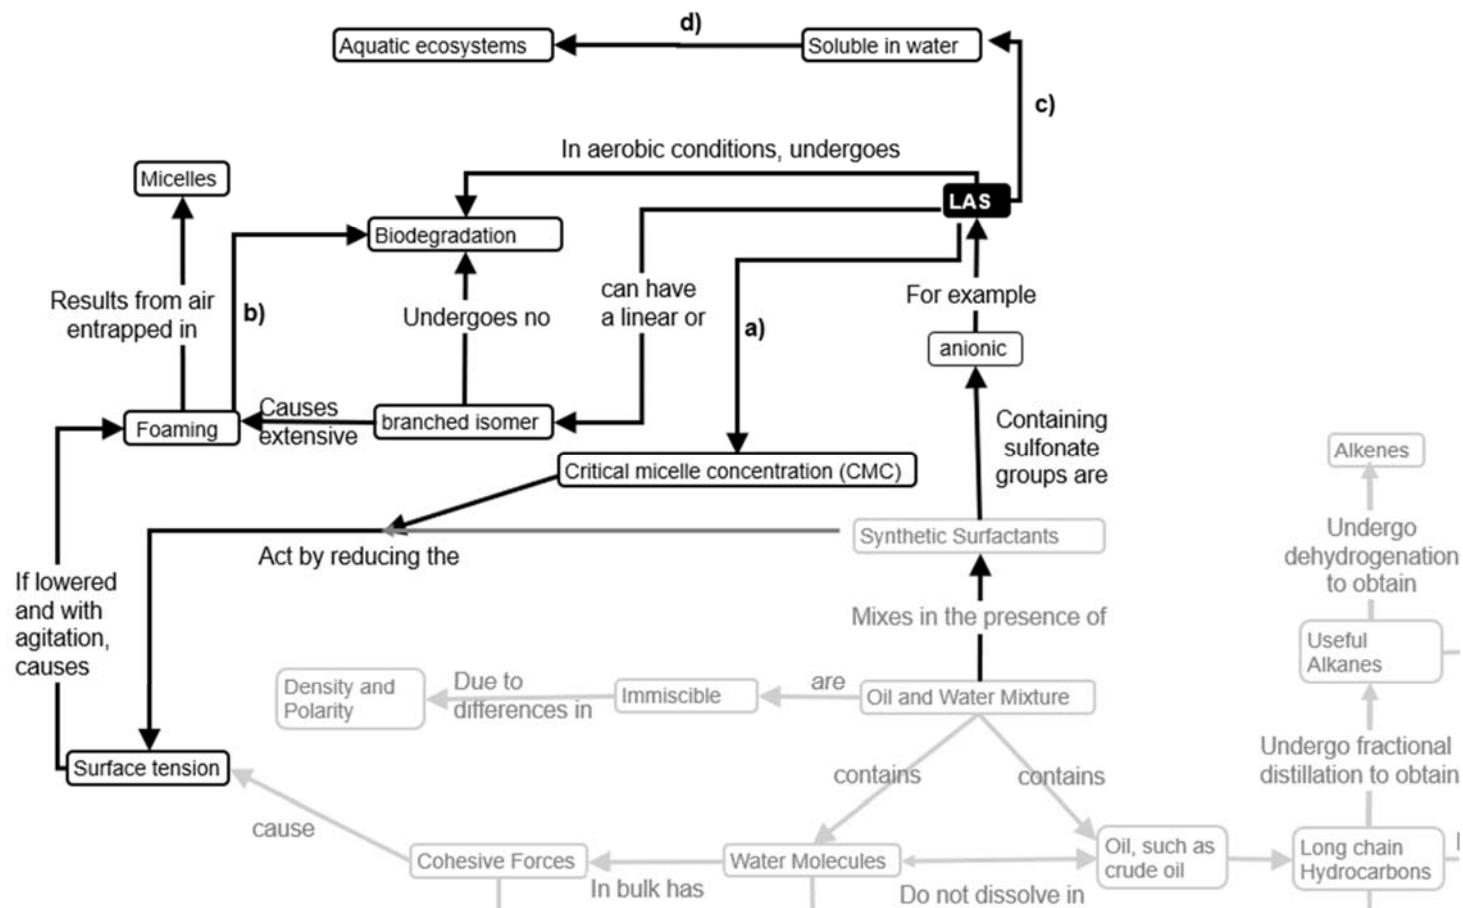 d)
Aquatic ecosystems
Soluble in water
c)
In aerobic conditions, undergoes
Micelles
LAS
Biodegradation
Results from air
entrapped in
b)
Undergoes no
can have
a linear or
a)
For example
anionic
Causes
extensive
Foaming
branched isomer
Containing
sulfonate
groups are
Critical micelle concentration (CMC)
Alkenes
Act by reducing the
Synthetic Surfactants
Undergo
dehydrogenation
to obtain
If lowered
and with
agitation,
causes
Mixes in the presence of
Useful
Alkanes
Density and
Polarity
Due to
differences in
Immiscible
are
Oil and Water Mixture
Surface tension
contains
contains
Undergo fractional
distillation to obtain
cause
Cohesive Forces
In bulk has
Water Molecules
Do not dissolve in
Oil, such as
crude oil
Long chain
Hydrocarbons